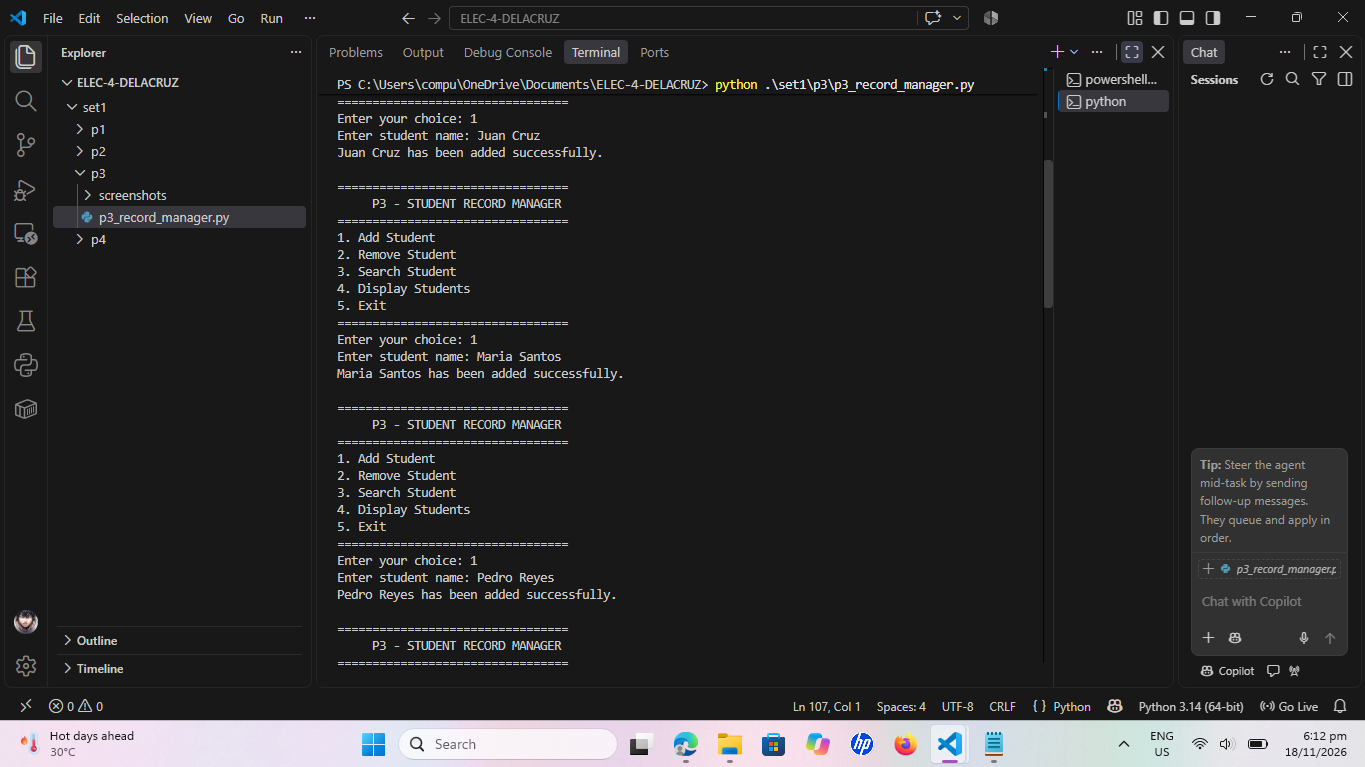 File Edit Selection View Go Run ···
ELEC-4-DELACRUZ
Explorer
ELEC-4-DELACRUZ
set1
p1
p2
p3
screenshots
p3_record_manager.py
p4
Outline
Timeline
Problems Output Debug Console Terminal Ports
PS C:\Users\compu\OneDrive\Documents\ELEC-4-DELACRUZ> python .\set1\p3\p3_record_manager.py
=================================
Enter your choice: 1
Enter student name: Juan Cruz
Juan Cruz has been added successfully.
=================================
P3 - STUDENT RECORD MANAGER
=================================
1. Add Student
2. Remove Student
3. Search Student
4. Display Students
5. Exit
=================================
Enter your choice: 1
Enter student name: Maria Santos
Maria Santos has been added successfully.
=================================
P3 - STUDENT RECORD MANAGER
=================================
1. Add Student
2. Remove Student
3. Search Student
4. Display Students
5. Exit
=================================
Enter your choice: 1
Enter student name: Pedro Reyes
Pedro Reyes has been added successfully.
=================================
P3 - STUDENT RECORD MANAGER
=================================
powershell...
python
Chat
Sessions
Tip: Steer the agent
mid-task by sending
follow-up messages.
They queue and apply in
order.
p3_record_manager.p
Chat with Copilot
Copilot
0 0
Ln 107, Col 1 Spaces: 4 UTF-8 CRLF { } Python Python 3.14 (64-bit) Go Live
Hot days ahead
30°C
Search
hp
ENG
US
6:12 pm
18/11/2026